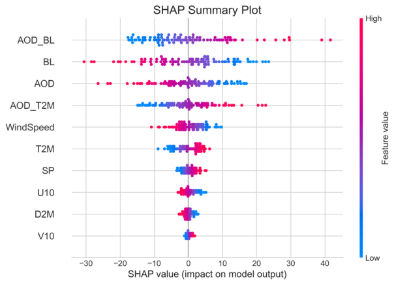 SHAP Summary Plot
High
AOD_BL
BL
AOD
AOD_T2M
WindSpeed
T2M
SP
U10
D2M
V10
Feature value
Low
−30 −20 −10 0 10 20 30 40
SHAP value (impact on model output)